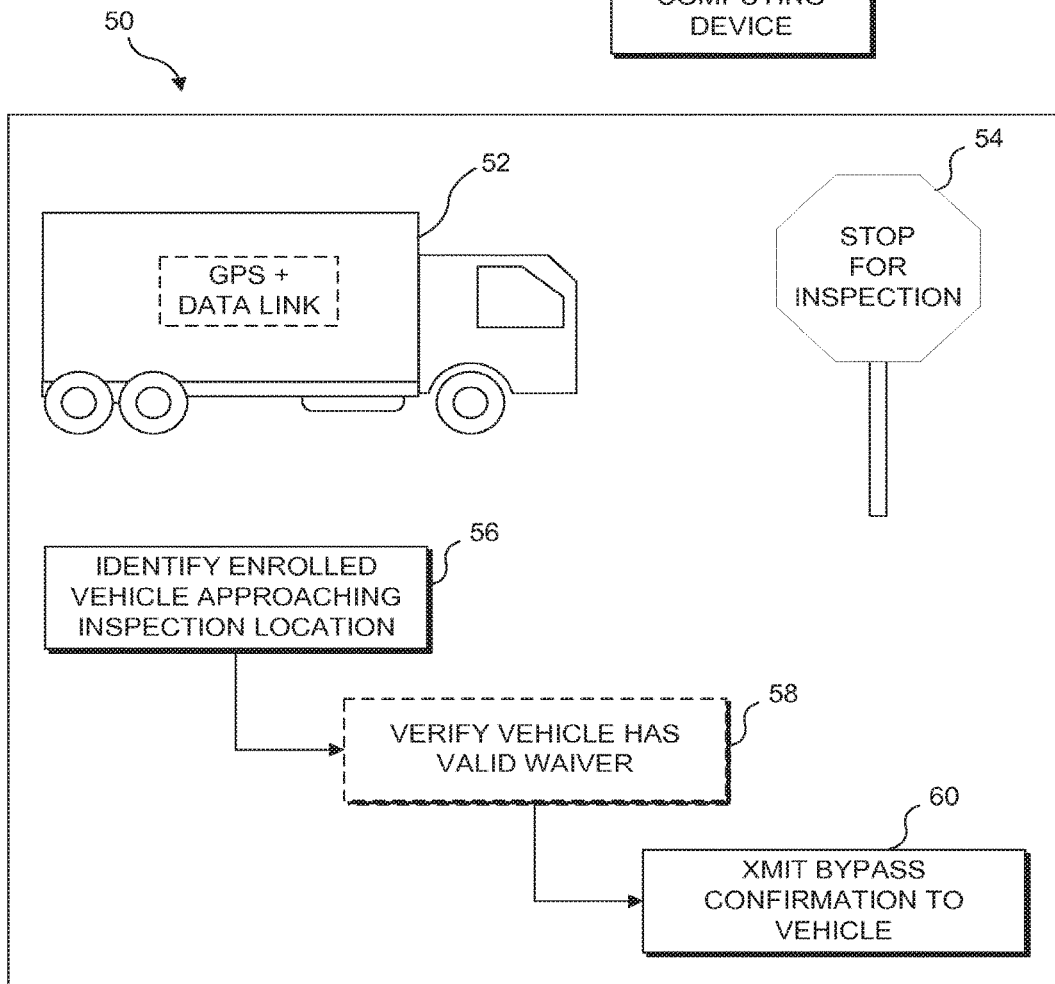 COMPUTING
DEVICE
50
52
54
GPS +
DATA LINK
STOP
FOR
INSPECTION
56
IDENTIFY ENROLLED
VEHICLE APPROACHING
INSPECTION LOCATION
58
VERIFY VEHICLE HAS
VALID WAIVER
60
XMIT BYPASS
CONFIRMATION TO
VEHICLE